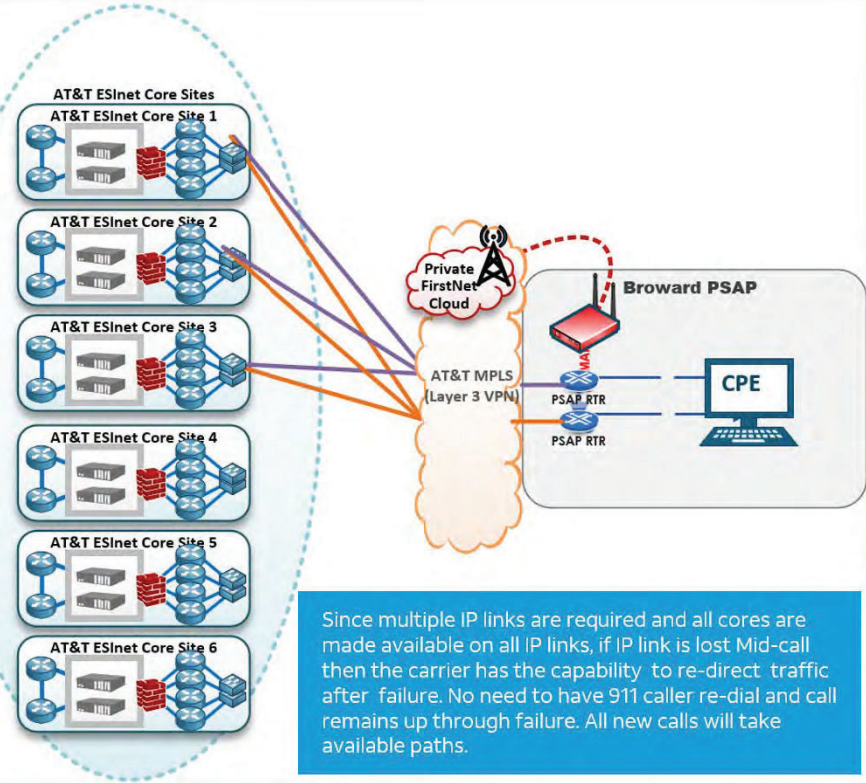 AT&T ESInet Core Sites
AT&T ESInet Core Site 1
AT&T ESInet Core Site 2
AT&T ESInet Core Site 3
AT&T ESInet Core Site 4
AT&T ESInet Core Site 5
AT&T ESInet Core Site 6
Private
FirstNet
Cloud
AT&T MPLS
(Layer 3 VPN)
Broward PSAP
PSAP RTR
PSAP RTR
CPE
Since multiple IP links are required and all cores are
made available on all IP links, if IP link is lost Mid-call
then the carrier has the capability to re-direct traffic
after failure. No need to have 911 caller re-dial and call
remains up through failure. All new calls will take
available paths.